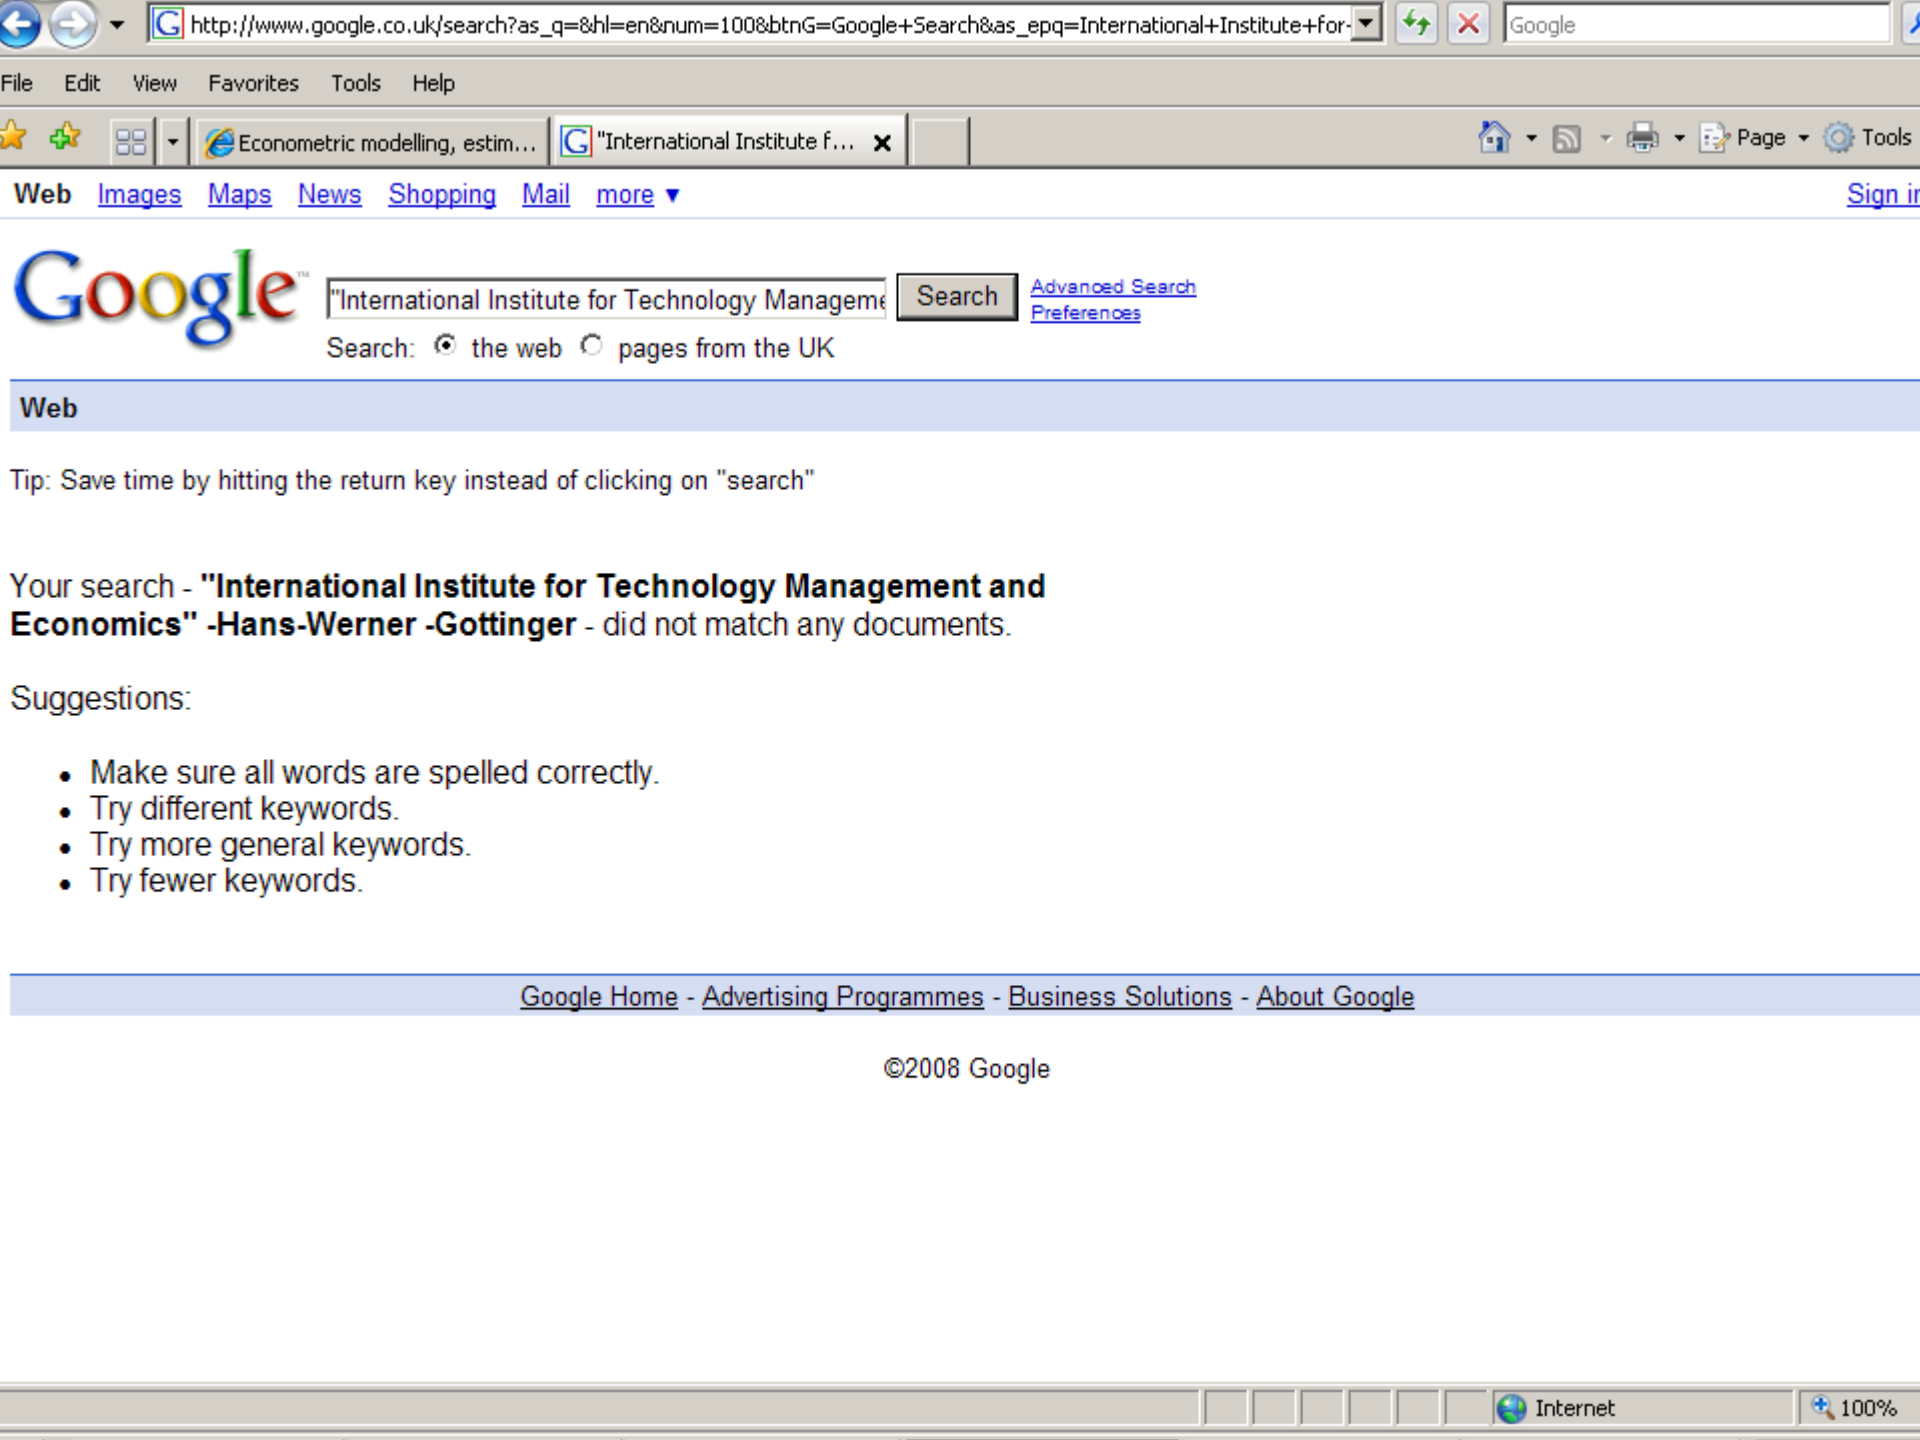 http://www.google.co.uk/search?as_q=&hl=en&num=100&btnG=Google+Search&as_epq=International+Institute+for-
Google
File Edit View Favorites Tools Help
Econometric modelling, estim...
"International Institute f...
Page
Tools
Web Images Maps News Shopping Mail more ▼
Sign in
Google™
"International Institute for Technology Manageme
Search
Advanced Search
Preferences
Search: the web pages from the UK
Web
Tip: Save time by hitting the return key instead of clicking on "search"
Your search - "International Institute for Technology Management and
Economics" -Hans-Werner -Gottinger - did not match any documents.
Suggestions:
Make sure all words are spelled correctly.
Try different keywords.
Try more general keywords.
Try fewer keywords.
Google Home - Advertising Programmes - Business Solutions - About Google
©2008 Google
Internet
100%